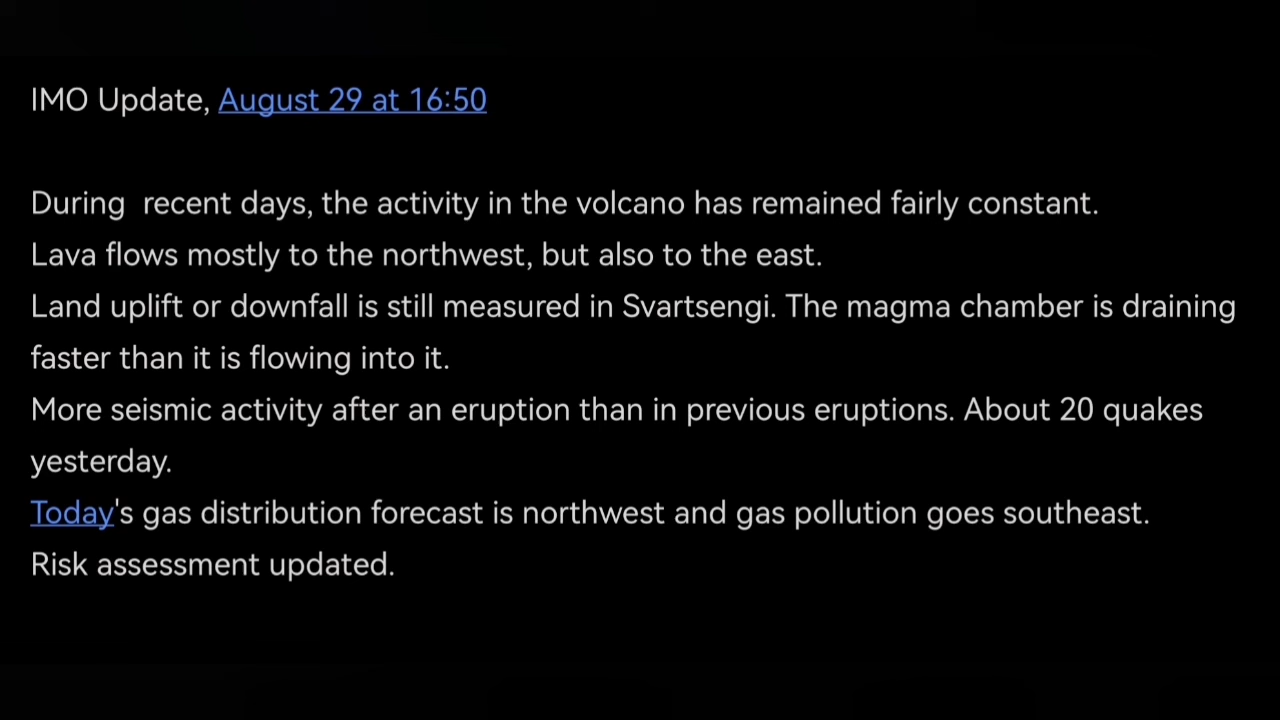 IMO Update, August 29 at 16:50
During  recent days, the activity in the volcano has remained fairly constant.
Lava flows mostly to the northwest, but also to the east.
Land uplift or downfall is still measured in Svartsengi. The magma chamber is draining
faster than it is flowing into it.
More seismic activity after an eruption than in previous eruptions. About 20 quakes
yesterday.
Today's gas distribution forecast is northwest and gas pollution goes southeast.
Risk assessment updated.